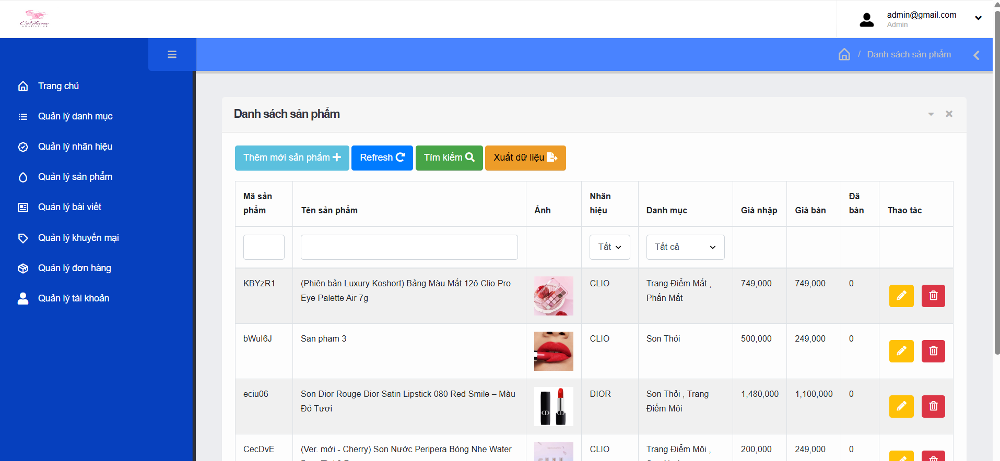 Coshine
COSMETICS
admin@gmail.com
Admin
/ Danh sách sản phẩm
Trang chủ
Quản lý danh mục
Quản lý nhãn hiệu
Quản lý sản phẩm
Quản lý bài viết
Quản lý khuyến mại
Quản lý đơn hàng
Quản lý tài khoản
Danh sách sản phẩm
Thêm mới sản phẩm Refresh Tìm kiếm Xuất dữ liệu
Mã sản Nhãn Đã
phẩm Tên sản phẩm Ảnh hiệu Danh mục Giá nhập Giá bán bán Thao tác
Tất Tất cả
KBYzR1 (Phiên bản Luxury Koshort) Bảng Màu Mắt 12ô Clio Pro CLIO Trang Điểm Mắt , 749,000 749,000 0
Eye Palette Air 7g Phấn Mắt
bWuI6J San pham 3 CLIO Son Thỏi 500,000 249,000 0
eciu06 Son Dior Rouge Dior Satin Lipstick 080 Red Smile – Màu DIOR Son Thỏi , Trang 1,480,000 1,100,000 0
Đỏ Tươi Điểm Môi
CecDvE (Ver. mới - Cherry) Son Nước Peripera Bóng Nhẹ Water CLIO Trang Điểm Môi , 200,000 249,000 0